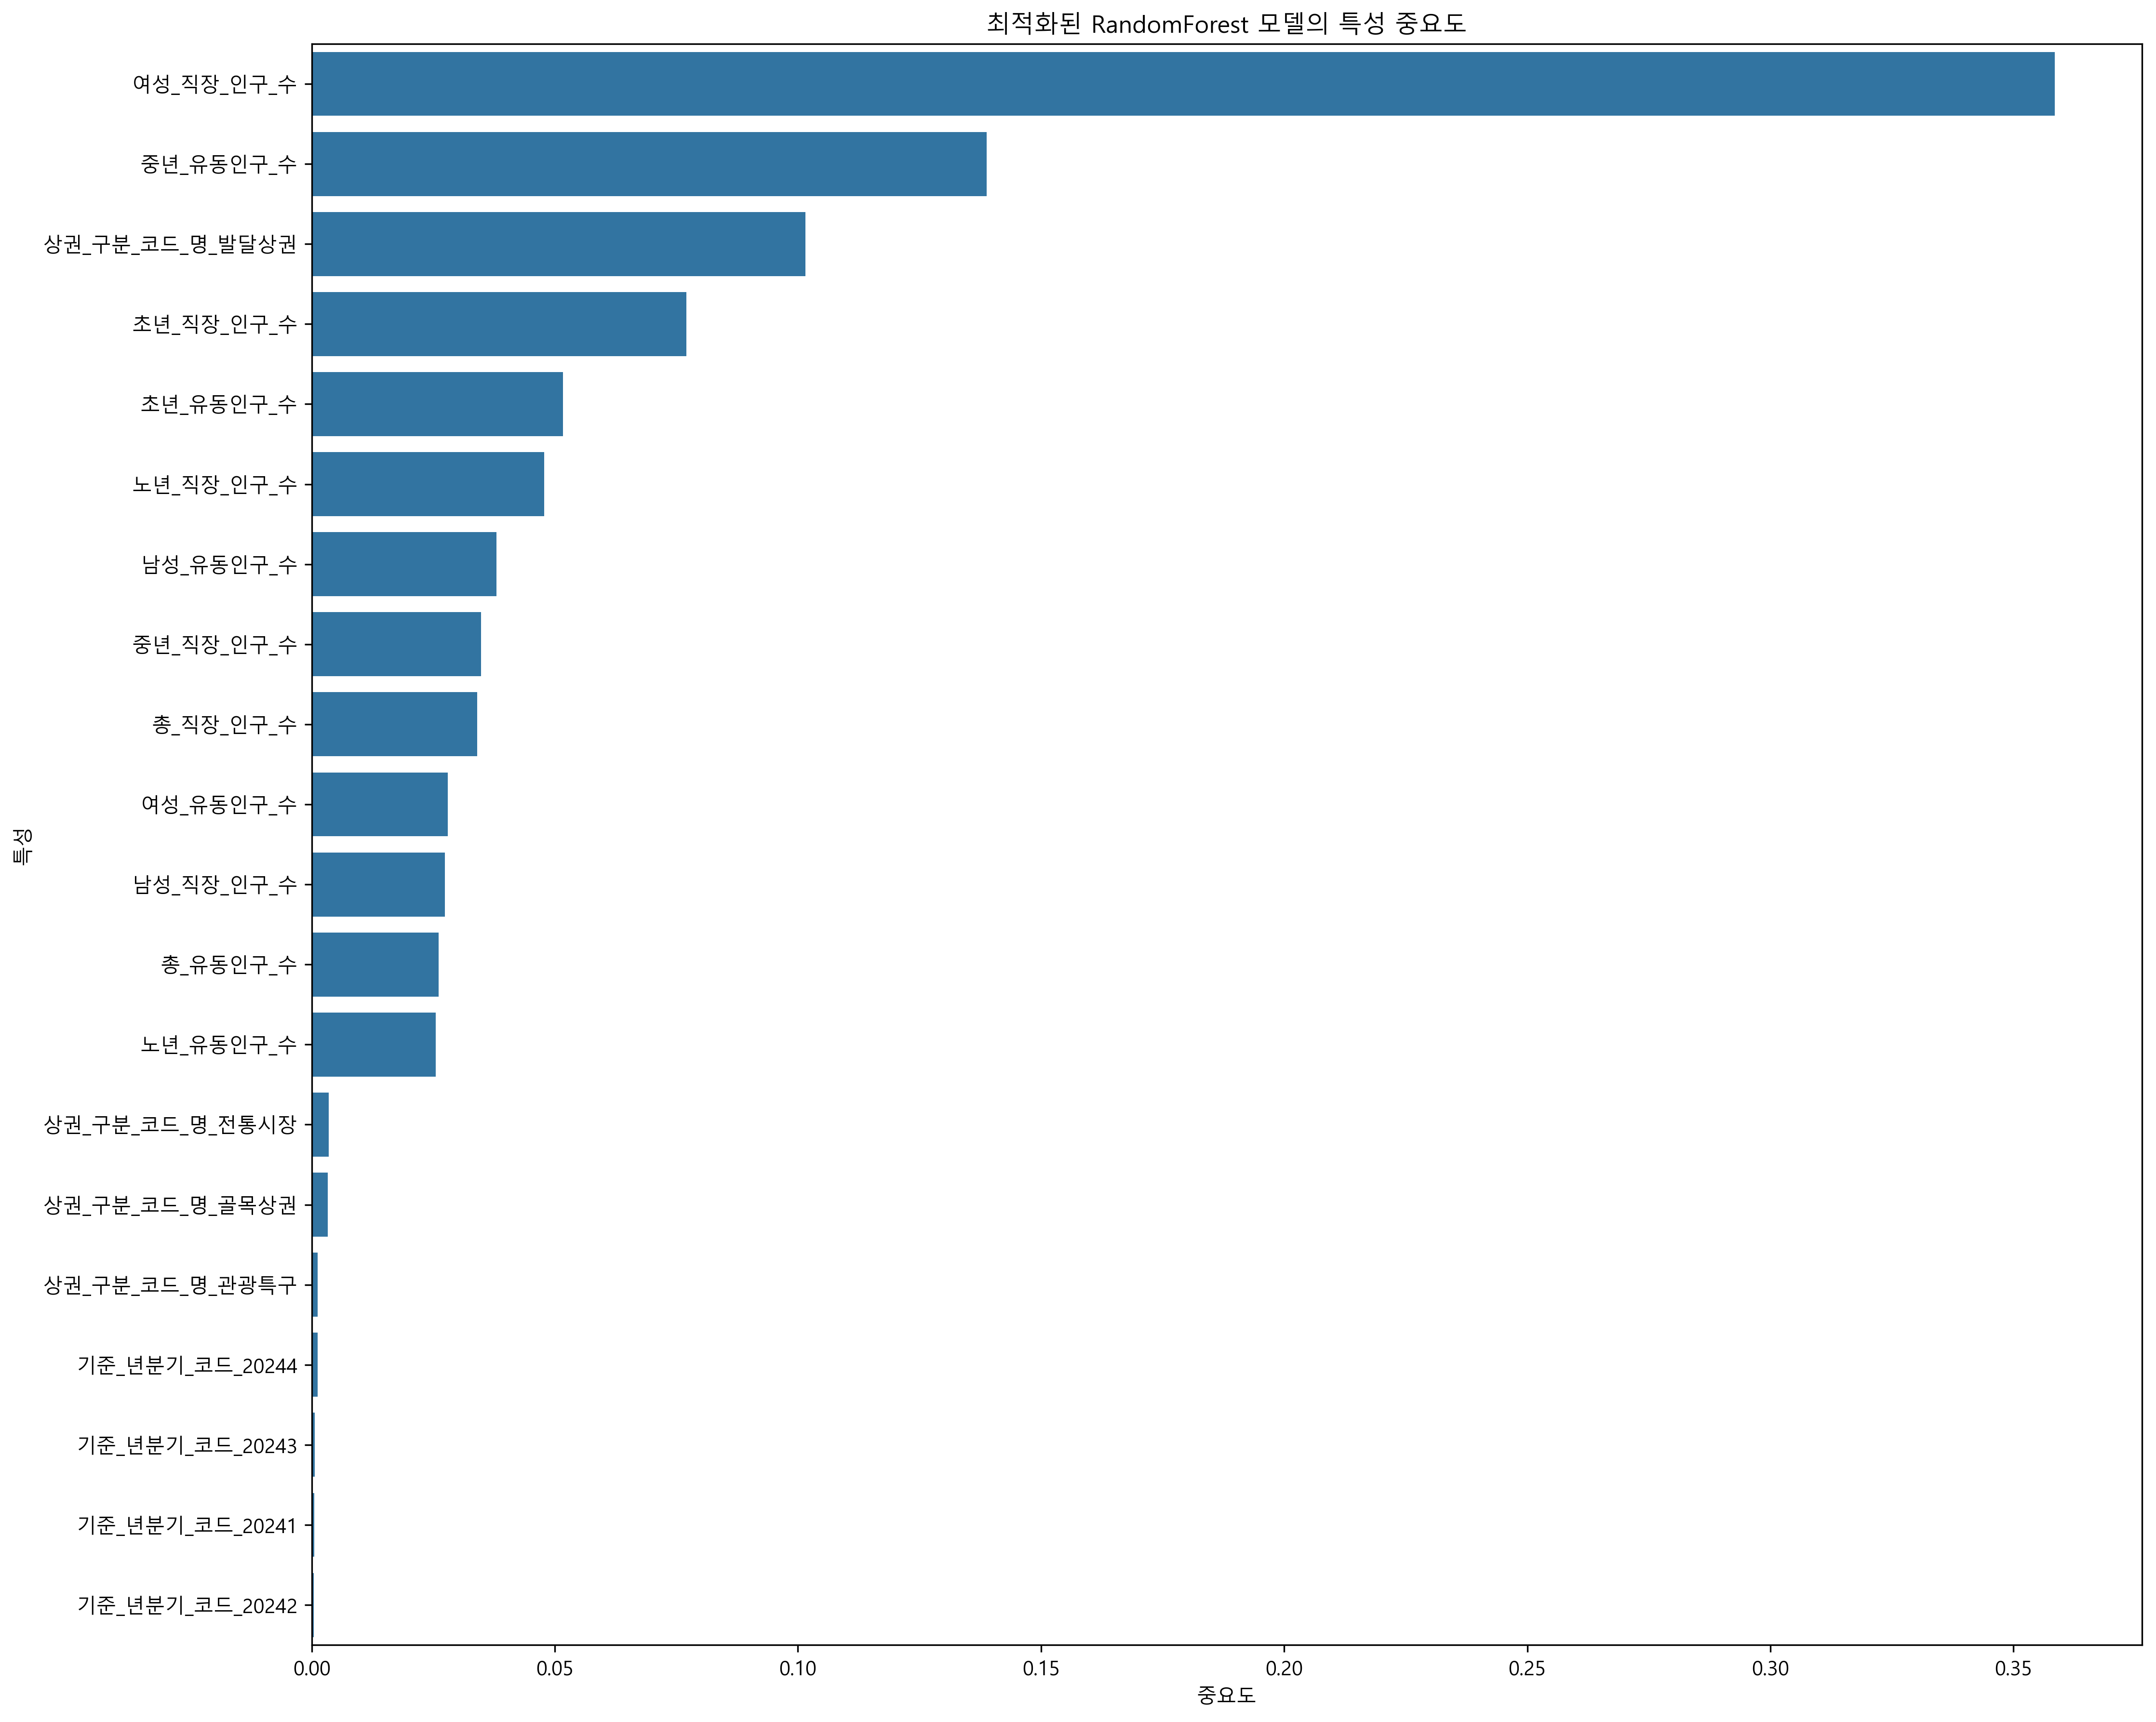 최적화된 RandomForest 모델의 특성 중요도
여성_직장_인구_수
중년_유동인구_수
상권_구분_코드_명_발달상권
초년_직장_인구_수
초년_유동인구_수
노년_직장_인구_수
남성_유동인구_수
중년_직장_인구_수
총_직장_인구_수
여성_유동인구_수
남성_직장_인구_수
총_유동인구_수
노년_유동인구_수
상권_구분_코드_명_전통시장
상권_구분_코드_명_골목상권
상권_구분_코드_명_관광특구
기준_년분기_코드_20244
기준_년분기_코드_20243
기준_년분기_코드_20241
기준_년분기_코드_20242
특성
0.00 0.05 0.10 0.15 0.20 0.25 0.30 0.35
중요도